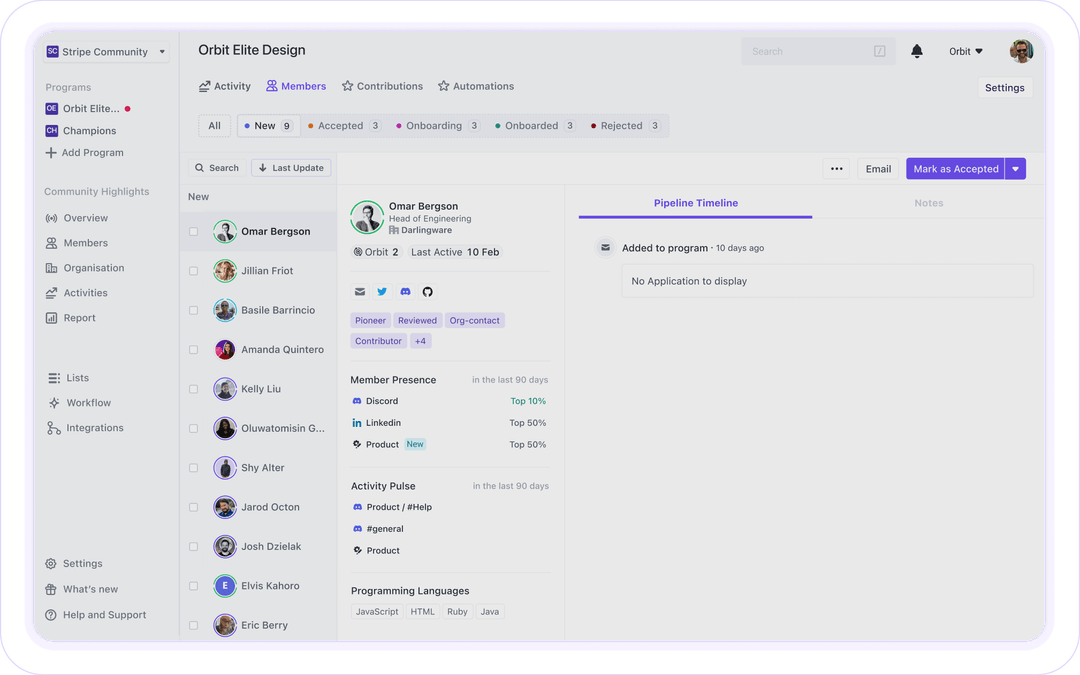 SC Stripe Community
Orbit Elite Design
Search /
Orbit
Programs
OE Orbit Elite...
CH Champions
Add Program
Community Highlights
Overview
Members
Organisation
Activities
Report
Lists
Workflow
Integrations
Settings
What's new
Help and Support
Activity Members Contributions Automations
Settings
All New 9 Accepted 3 Onboarding 3 Onboarded 3 Rejected 3
Search Last Update
Email Mark as Accepted
New
Omar Bergson
Jillian Friot
Basile Barrincio
Amanda Quintero
Kelly Liu
Oluwatomisin G...
Shy Alter
Jarod Octon
Josh Dzielak
E Elvis Kahoro
Eric Berry
Omar Bergson
Head of Engineering
Darlingware
Orbit 2 Last Active 10 Feb
Pioneer Reviewed Org-contact
Contributor +4
Member Presence in the last 90 days
Discord Top 10%
in Linkedin Top 50%
Product New Top 50%
Activity Pulse in the last 90 days
Product / #Help
#general
Product
Programming Languages
JavaScript HTML Ruby Java
Pipeline Timeline Notes
Added to program · 10 days ago
No Application to display